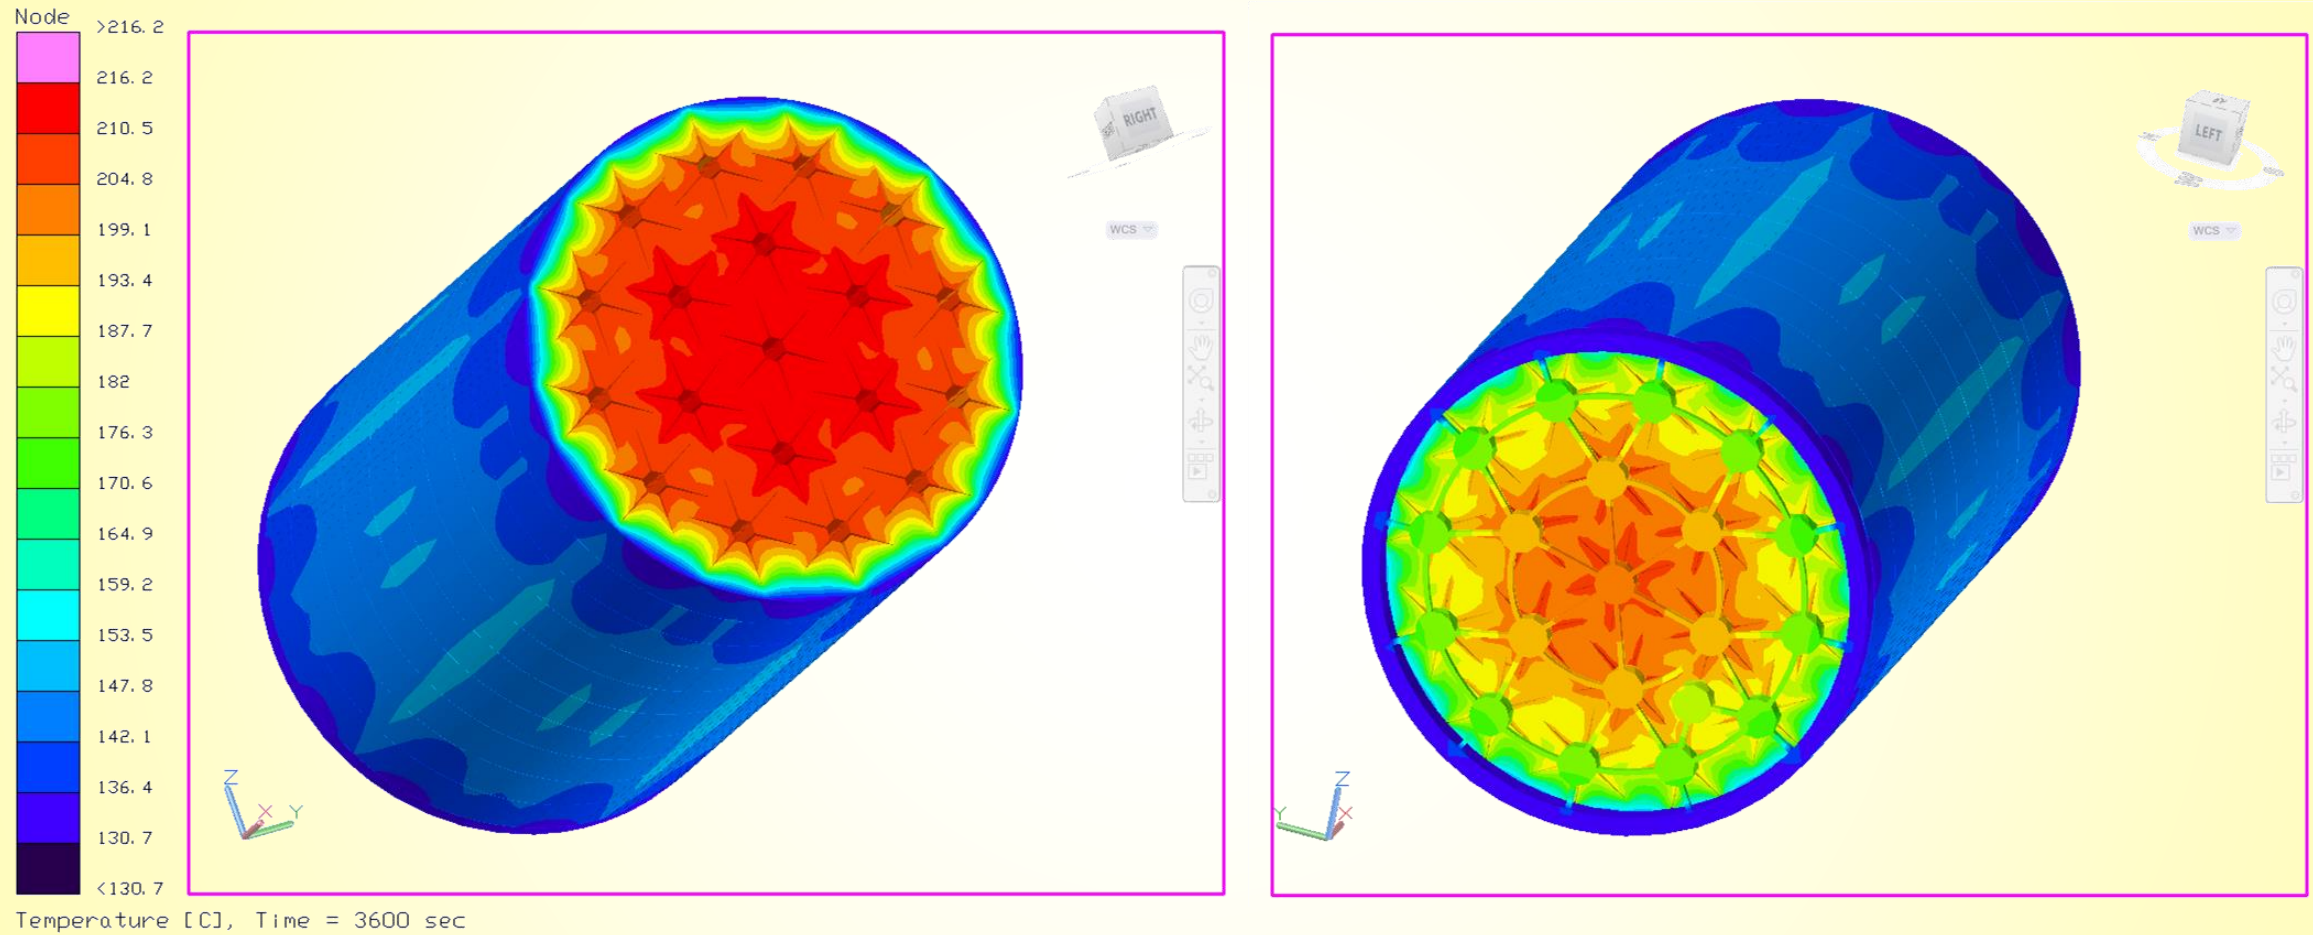 Node
>216.2
216.2
210.5
204.8
199.1
193.4
187.7
182
176.3
170.6
164.9
159.2
153.5
147.8
142.1
136.4
130.7
<130.7
Temperature [C], Time = 3600 sec
RIGHT
WCS
Z
X
Y
LEFT
WCS
Z
Y
X